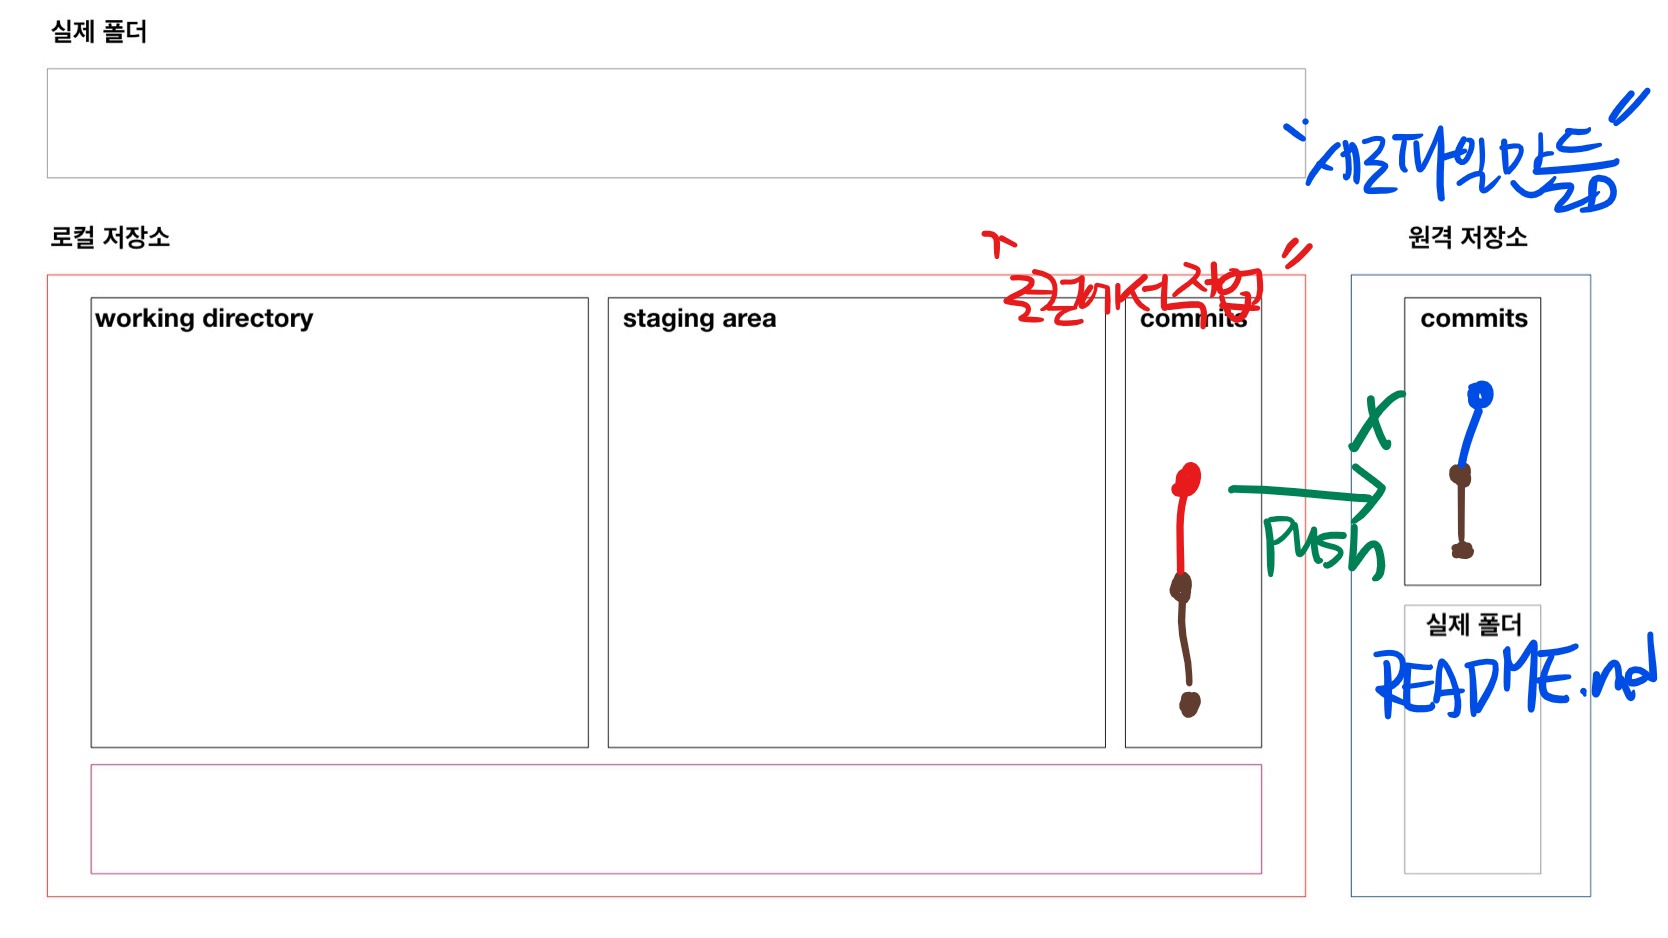 실제 폴더
"새로 파일 만듦"
로컬 저장소
원격 저장소
"로컬에서 작업"
working directory
staging area
commits
commits
X
push
실제 폴더
README.md